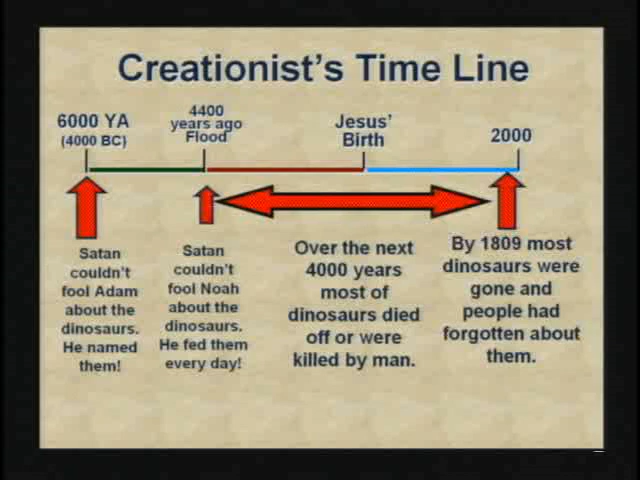 Creationist's Time Line
6000 YA
(4000 BC)
4400
years ago
Flood
Jesus'
Birth
2000
Satan
couldn't
fool Adam
about the
dinosaurs.
He named
them!
Satan
couldn't
fool Noah
about the
dinosaurs.
He fed them
every day!
Over the next
4000 years
most of
dinosaurs died
off or were
killed by man.
By 1809 most
dinosaurs were
gone and
people had
forgotten about
them.